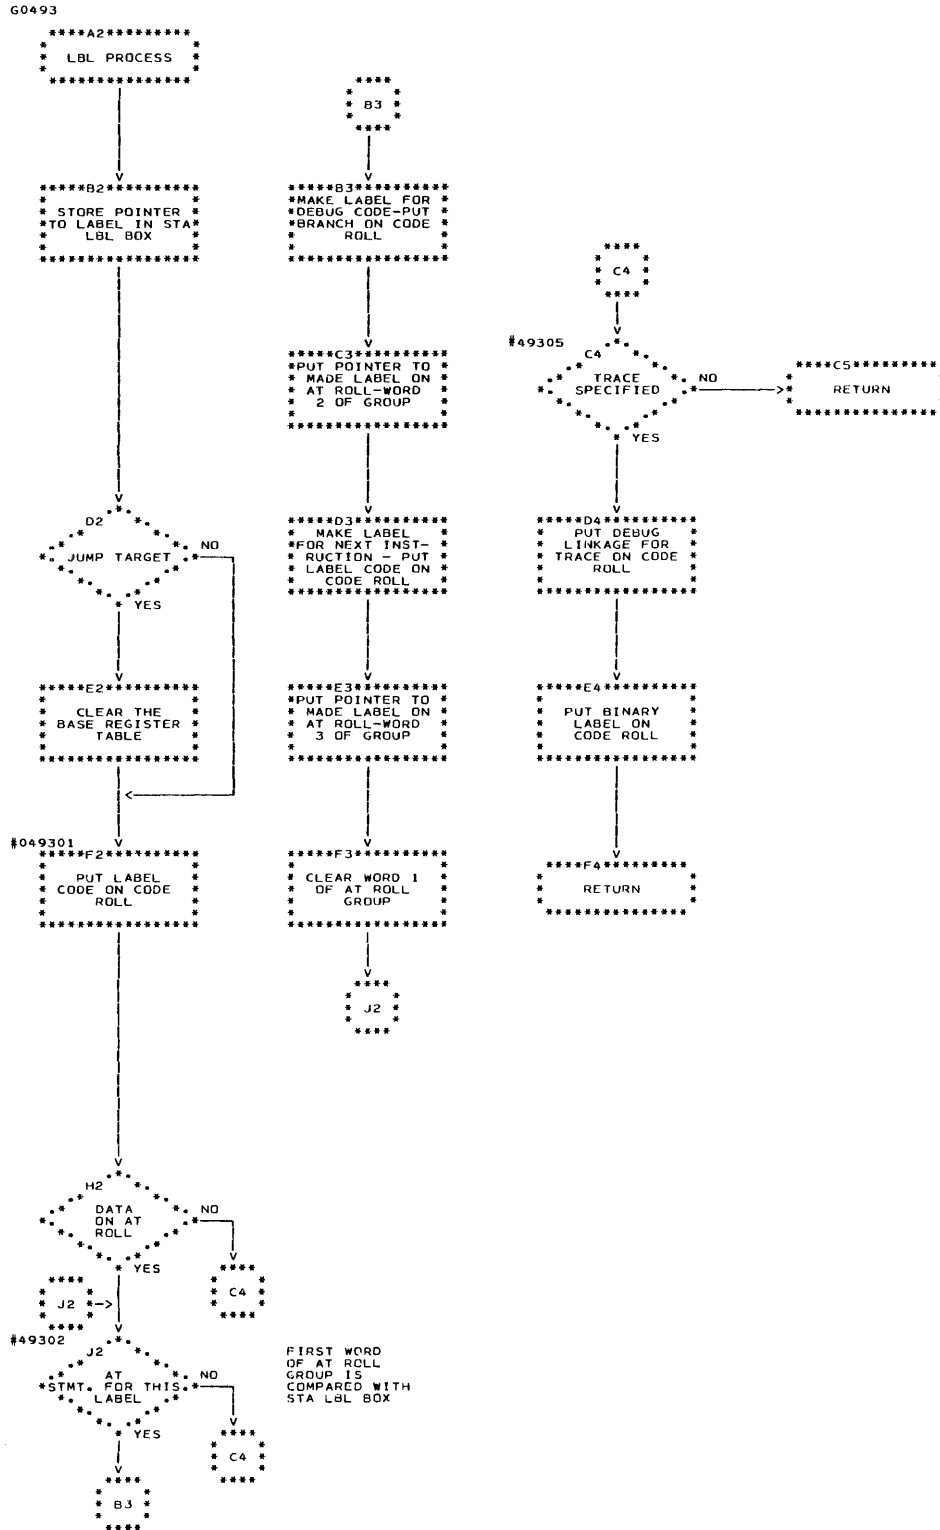 G0493
A2
LBL PROCESS
B2
STORE POINTER
TO LABEL IN STA
LBL BOX
D2
JUMP TARGET
NO
YES
E2
CLEAR THE
BASE REGISTER
TABLE
#049301
F2
PUT LABEL
CODE ON CODE
ROLL
H2
DATA
ON AT
ROLL
NO
YES
C4
J2
#49302
J2
AT
STMT. FOR THIS
LABEL
NO
YES
C4
B3
FIRST WORD
OF AT ROLL
GROUP IS
COMPARED WITH
STA LBL BOX
B3
B3
MAKE LABEL FOR
DEBUG CODE-PUT
BRANCH ON CODE
ROLL
C3
PUT POINTER TO
MADE LABEL ON
AT ROLL-WORD
2 OF GROUP
D3
MAKE LABEL
FOR NEXT INST-
RUCTION - PUT
LABEL CODE ON
CODE ROLL
E3
PUT POINTER TO
MADE LABEL ON
AT ROLL-WORD
3 OF GROUP
F3
CLEAR WORD 1
OF AT ROLL
GROUP
J2
C4
#49305
C4
TRACE
SPECIFIED
NO
YES
C5
RETURN
D4
PUT DEBUG
LINKAGE FOR
TRACE ON CODE
ROLL
E4
PUT BINARY
LABEL ON
CODE ROLL
F4
RETURN